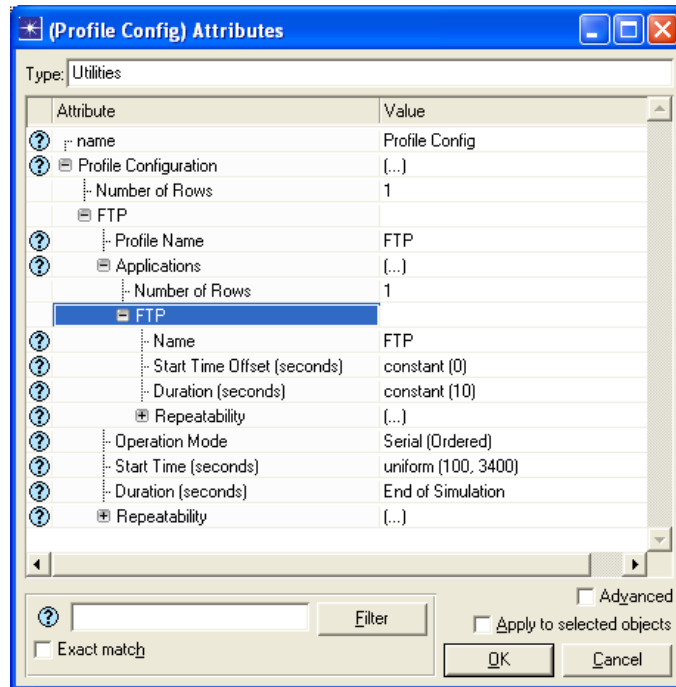 (Profile Config) Attributes
Type: Utilities
Attribute Value
name Profile Config
Profile Configuration (...)
Number of Rows 1
FTP
Profile Name FTP
Applications (...)
Number of Rows 1
FTP
Name FTP
Start Time Offset (seconds) constant (0)
Duration (seconds) constant (10)
Repeatability (...)
Operation Mode Serial (Ordered)
Start Time (seconds) uniform (100, 3400)
Duration (seconds) End of Simulation
Repeatability (...)
Advanced
Filter
Apply to selected objects
Exact match
OK Cancel